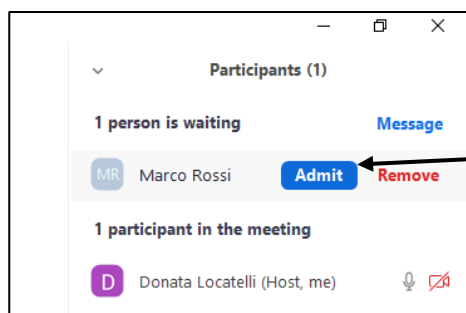 Participants (1)
1 person is waiting Message
MR Marco Rossi Admit Remove
1 participant in the meeting
D Donata Locatelli (Host, me)